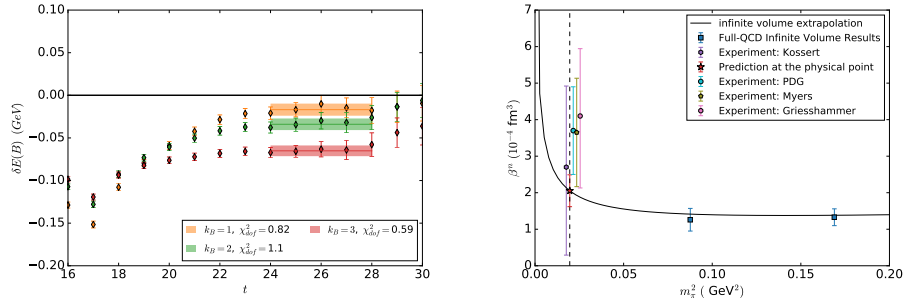 0.10
0.05
0.00
−0.05
−0.10
−0.15
−0.20
δE(B) (GeV)
16 18 20 22 24 26 28 30
t
k_B = 1, χ²_dof = 0.82
k_B = 2, χ²_dof = 1.1
k_B = 3, χ²_dof = 0.59
7
6
5
4
3
2
1
0
βⁿ (10⁻⁴ fm³)
0.00 0.05 0.10 0.15 0.20
m_π² ( GeV²)
infinite volume extrapolation
Full-QCD Infinite Volume Results
Experiment: Kossert
Prediction at the physical point
Experiment: PDG
Experiment: Myers
Experiment: Griesshammer